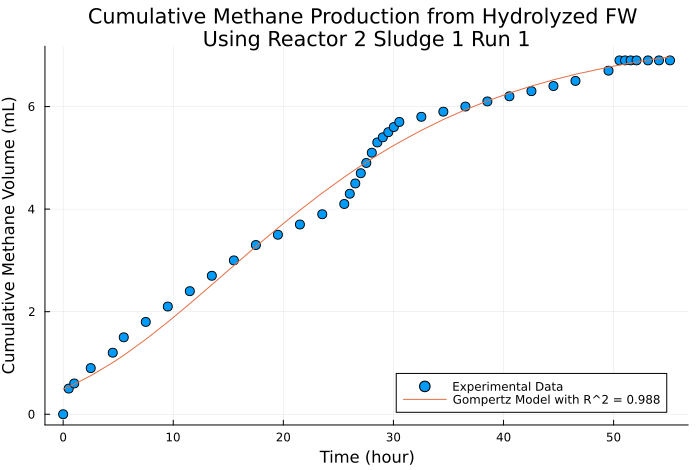 Cumulative Methane Production from Hydrolyzed FW
Using Reactor 2 Sludge 1 Run 1
Cumulative Methane Volume (mL)
6
4
2
0
0
10
20
30
40
50
Time (hour)
Experimental Data
Gompertz Model with R^2 = 0.988